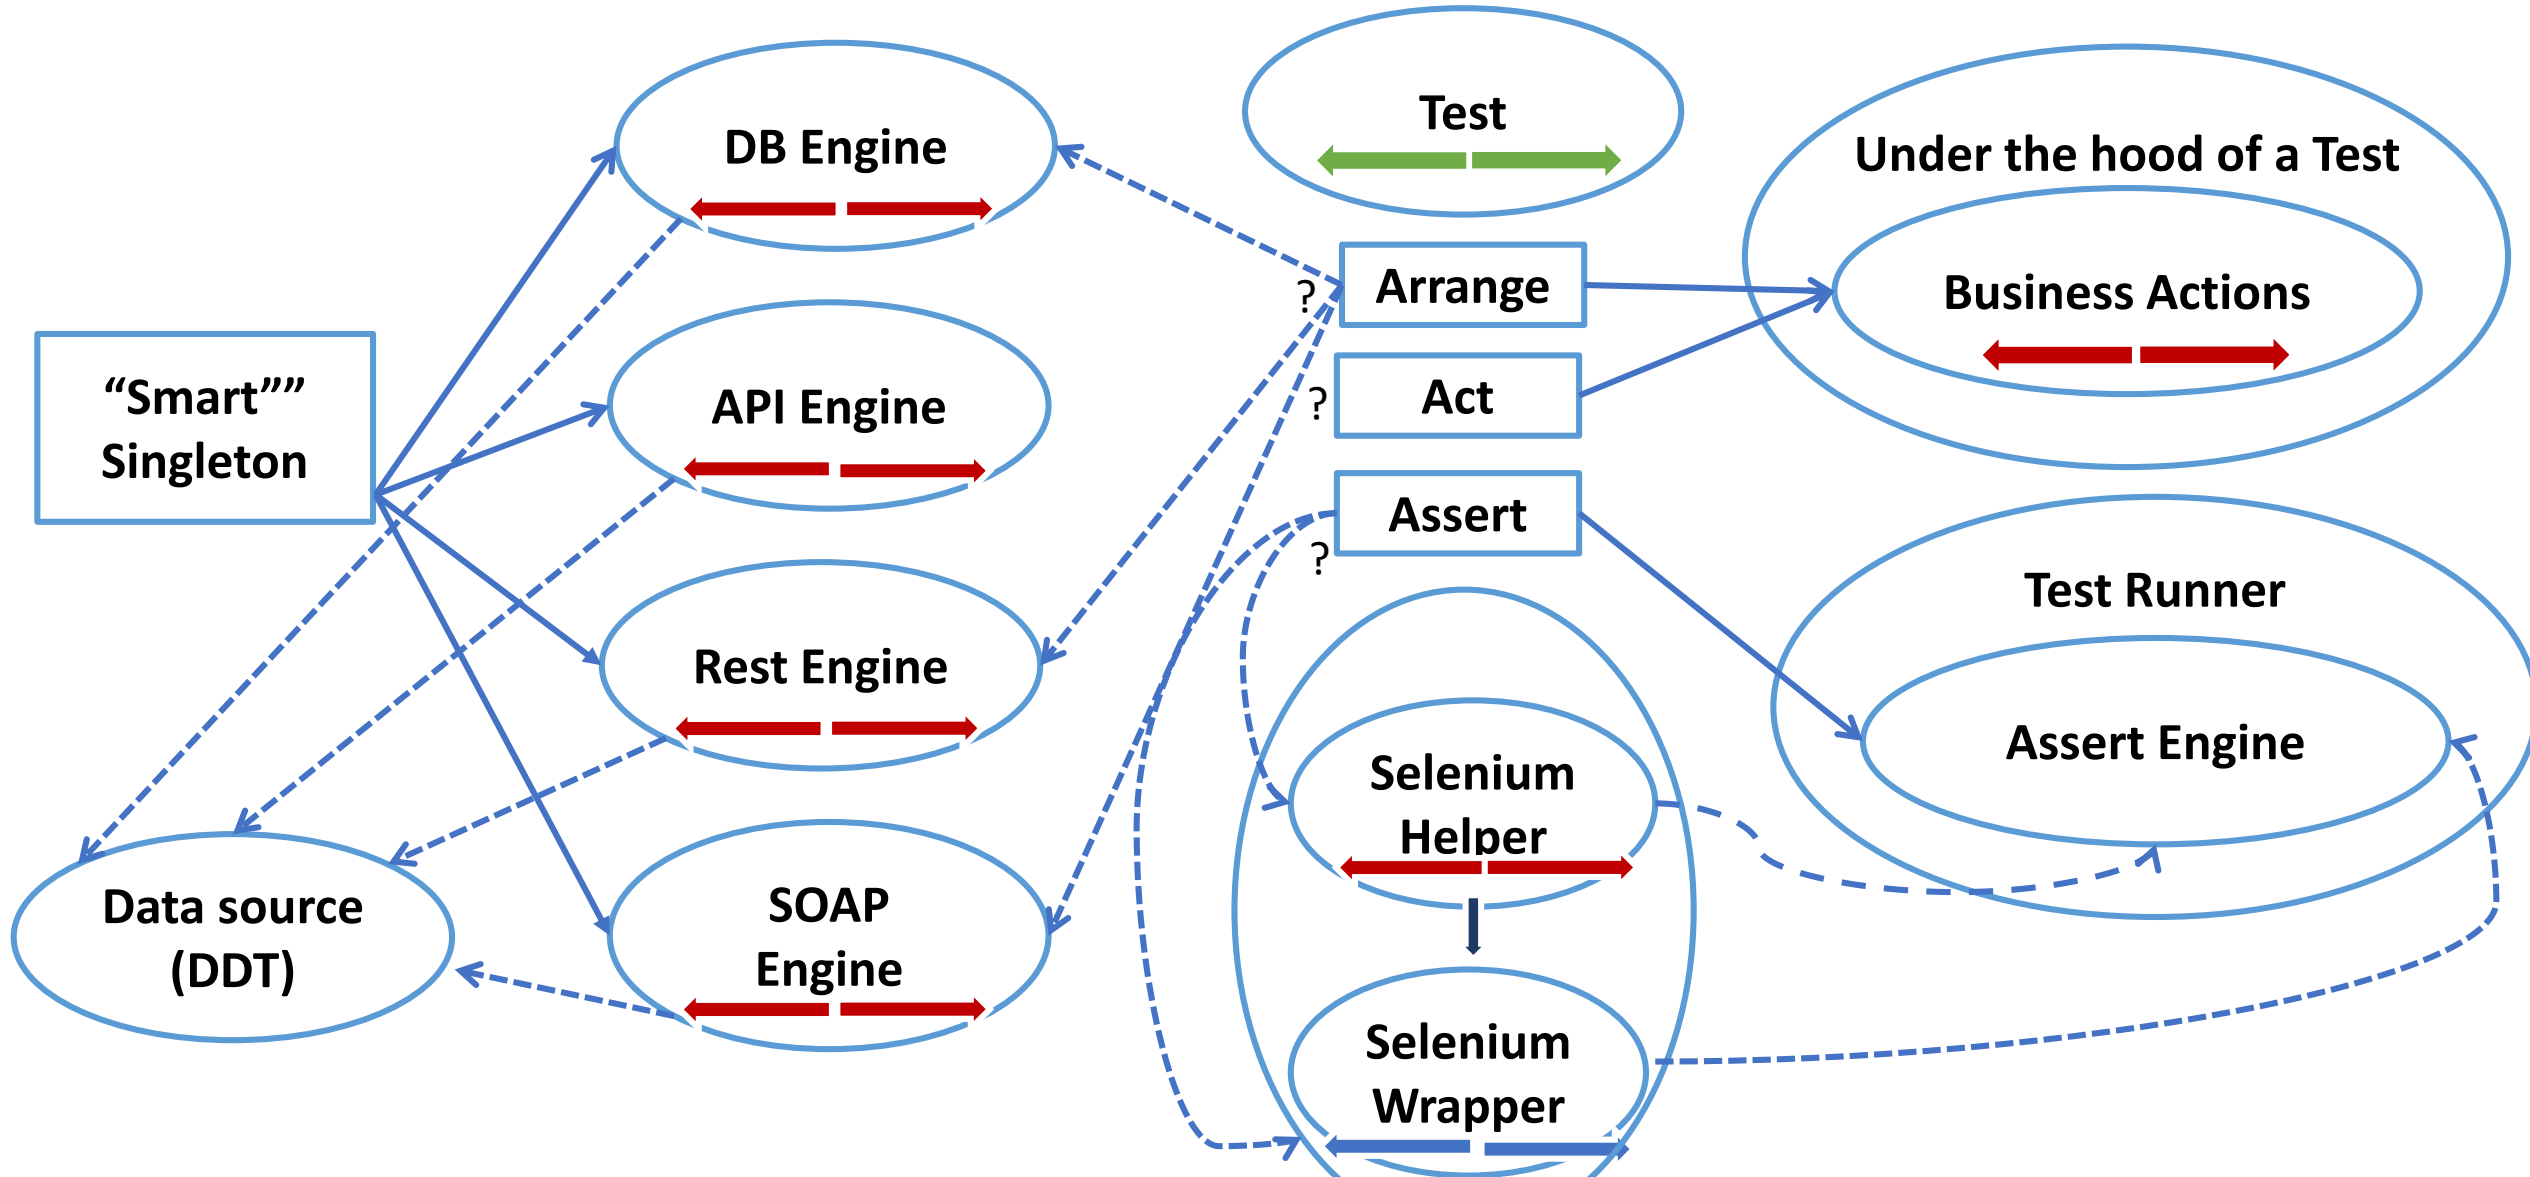 DB Engine
API Engine
“Smart””
Singleton
Rest Engine
Data source
(DDT)
SOAP
Engine
Test
?
Arrange
?
Act
Assert
?
Under the hood of a Test
Business Actions
Test Runner
Assert Engine
Selenium
Helper
Selenium
Wrapper